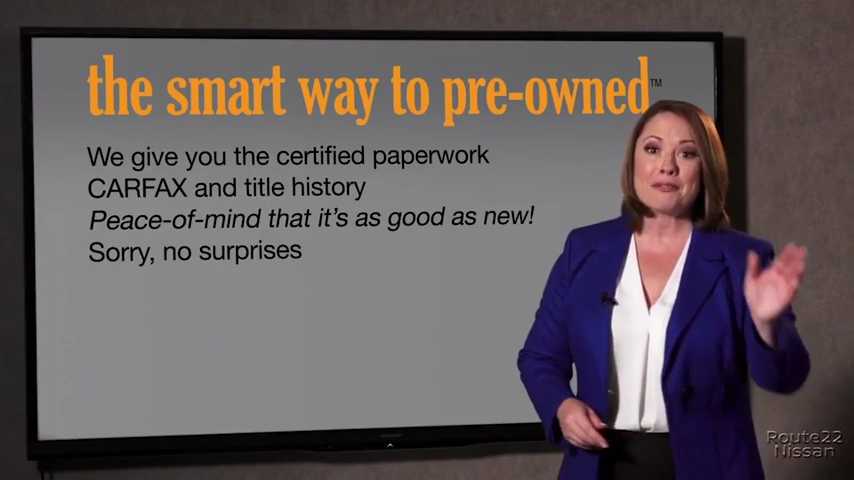 the smart way to pre-owned™
We give you the certified paperwork
CARFAX and title history
Peace-of-mind that it's as good as new!
Sorry, no surprises
Route22
Nissan